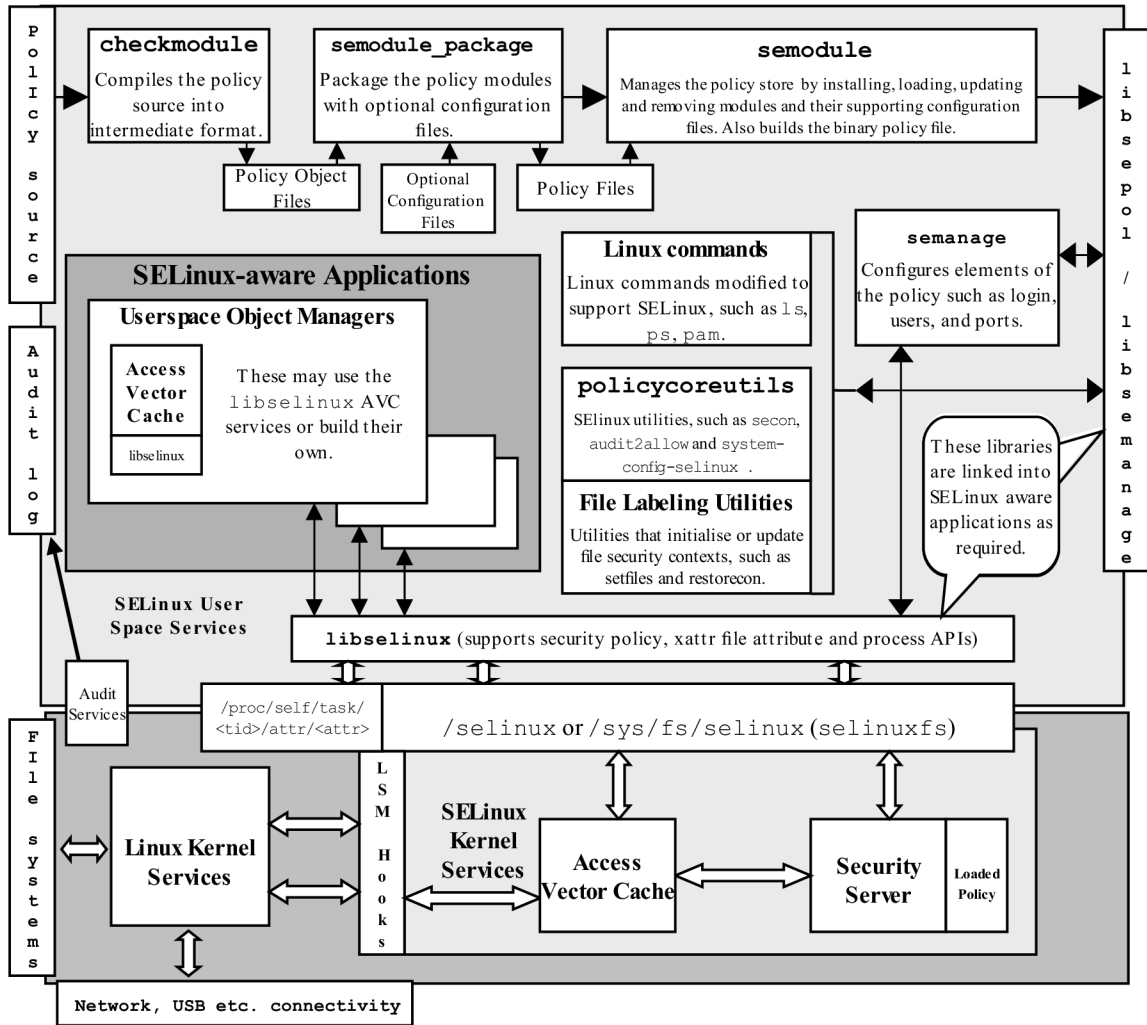 Policy source
checkmodule
Compiles the policy
source into
intermediate format.
semodule_package
Package the policy modules
with optional configuration
files.
semodule
Manages the policy store by installing, loading, updating
and removing modules and their supporting configuration
files. Also builds the binary policy file.
libsepol / libsemanage
Policy Object
Files
Optional
Configuration
Files
Policy Files
Linux commands
Linux commands modified to
support SELinux, such as ls,
ps, pam.
semanage
Configures elements of
the policy such as login,
users, and ports.
SELinux-aware Applications
Userspace Object Managers
Access
Vector
Cache
libselinux
These may use the
libselinux AVC
services or build their
own.
Audit log
policycoreutils
SElinux utilities, such as secon,
audit2allow and system-
config-selinux .
File Labeling Utilities
Utilities that initialise or update
file security contexts, such as
setfiles and restorecon.
These libraries
are linked into
SELinux aware
applications as
required.
SELinux User
Space Services
libselinux (supports security policy, xattr file attribute and process APIs)
Audit
Services
/proc/self/task/
<tid>/attr/<attr>
/selinux or /sys/fs/selinux (selinuxfs)
File systems
Linux Kernel
Services
LSM Hooks
SELinux
Kernel
Services
Access
Vector Cache
Security
Server
Loaded
Policy
Network, USB etc. connectivity